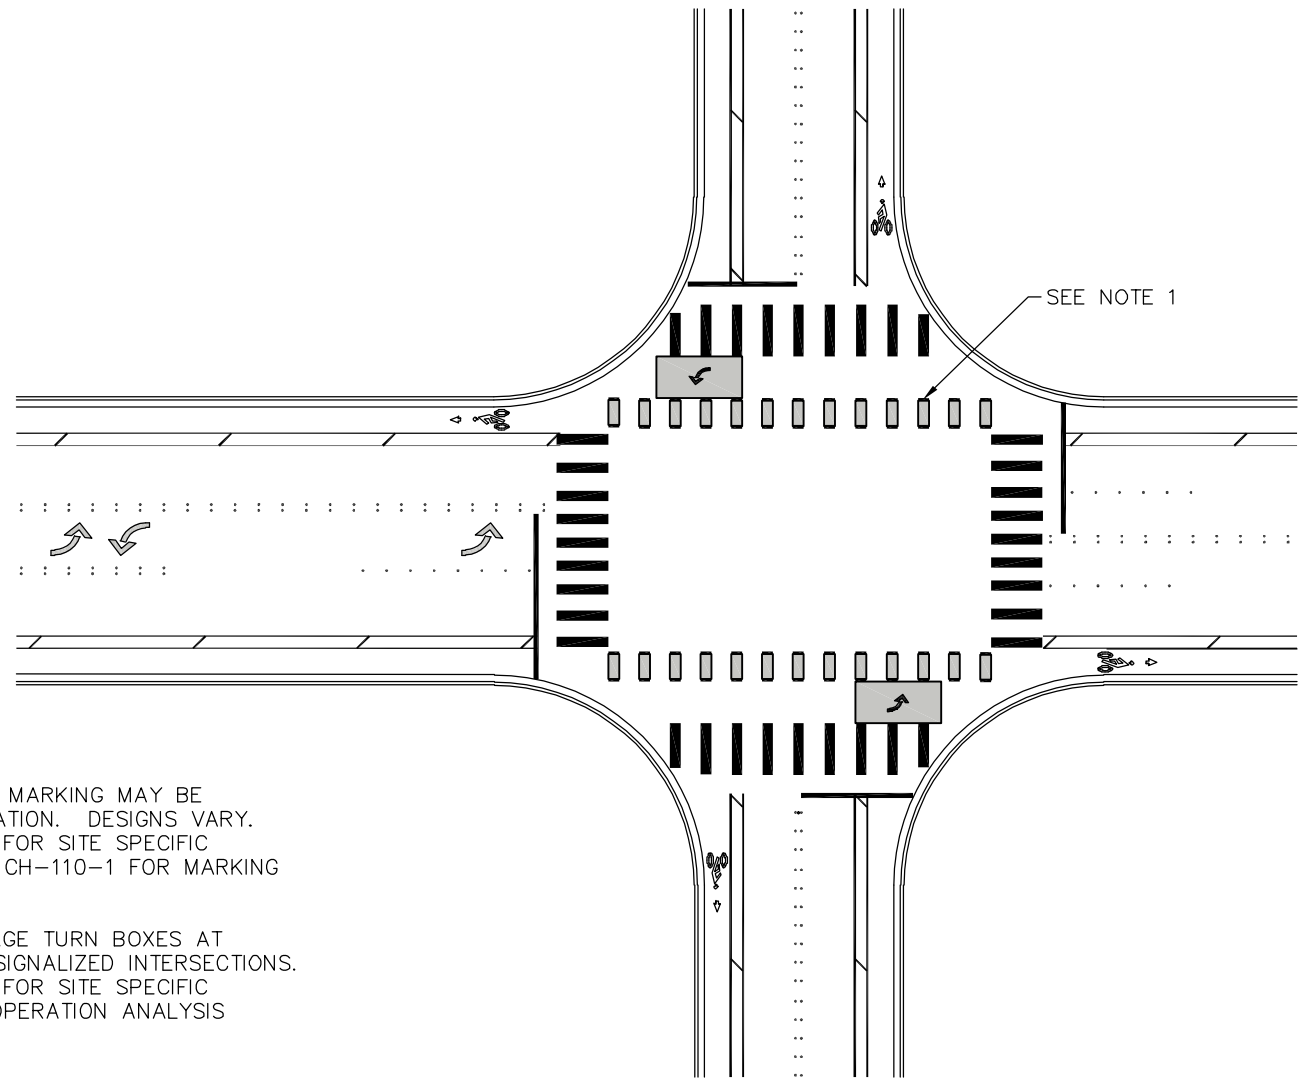 SEE NOTE 1
MARKING MAY BE
ATION. DESIGNS VARY.
FOR SITE SPECIFIC
CH-110-1 FOR MARKING
GE TURN BOXES AT
SIGNALIZED INTERSECTIONS.
FOR SITE SPECIFIC
OPERATION ANALYSIS